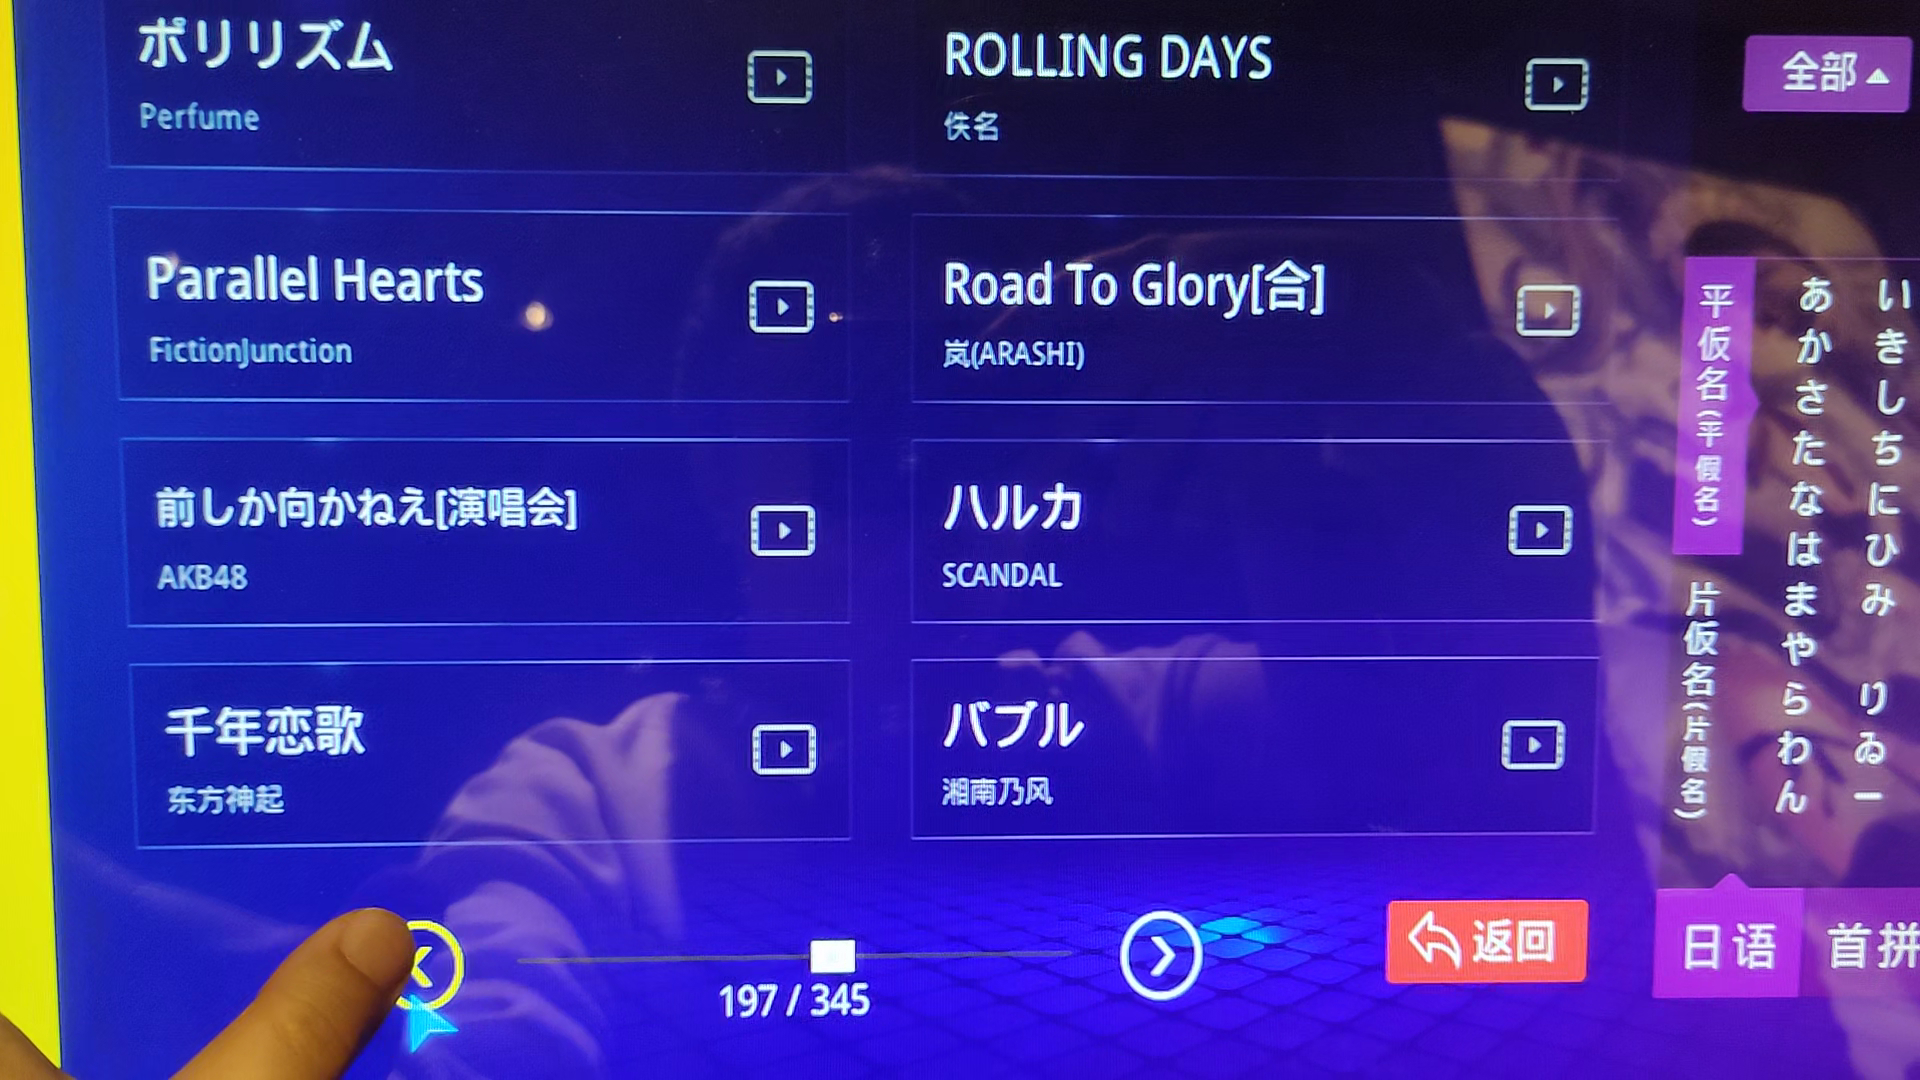 ポリリズム
Perfume
ROLLING DAYS
佚名
Parallel Hearts
FictionJunction
Road To Glory[合]
岚(ARASHI)
前しか向かねえ[演唱会]
AKB48
ハルカ
SCANDAL
千年恋歌
东方神起
バブル
湘南乃风
197 / 345
返回
全部
平仮名(平假名)
片仮名(片假名)
あかさたなはまやらわん
いきしちにひみ りゐー
日语
首拼